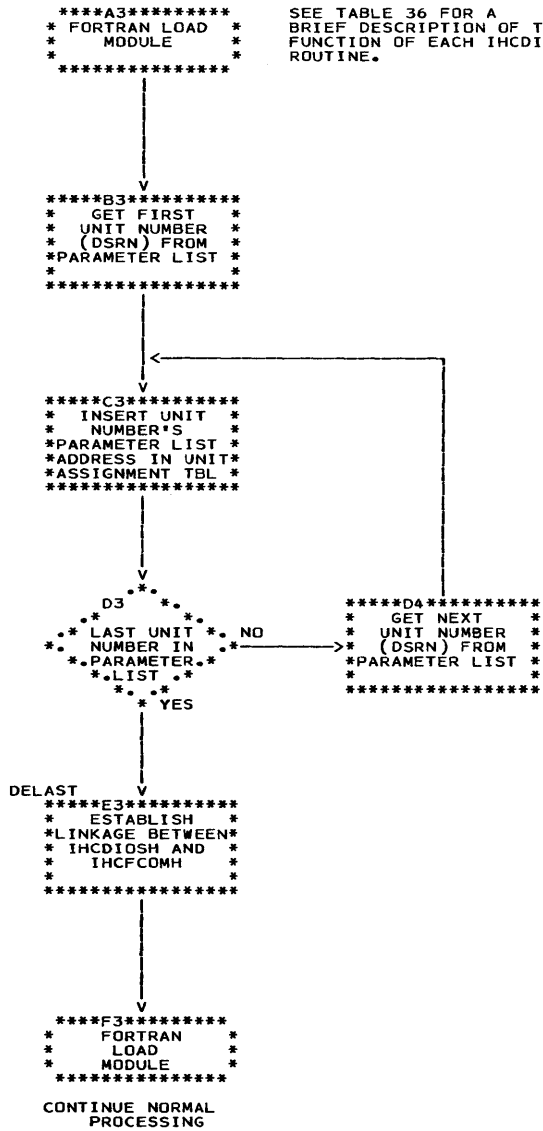 ****A3*********
* FORTRAN LOAD *
* MODULE *
* *
***************
SEE TABLE 36 FOR A
BRIEF DESCRIPTION OF T
FUNCTION OF EACH IHCDI
ROUTINE.
*****B3**********
* GET FIRST *
* UNIT NUMBER *
* (DSRN) FROM *
*PARAMETER LIST *
* *
*****************
*****C3**********
* INSERT UNIT *
* NUMBER'S *
*PARAMETER LIST *
*ADDRESS IN UNIT*
*ASSIGNMENT TBL *
*****************
D3
LAST UNIT
NUMBER IN
PARAMETER
LIST
NO
YES
*****D4**********
* GET NEXT *
* UNIT NUMBER *
* (DSRN) FROM *
*PARAMETER LIST *
* *
*****************
DELAST
*****E3**********
* ESTABLISH *
*LINKAGE BETWEEN*
* IHCDIOSH AND *
* IHCFCOMH *
* *
*****************
****F3*********
* FORTRAN *
* LOAD *
* MODULE *
***************
CONTINUE NORMAL
PROCESSING